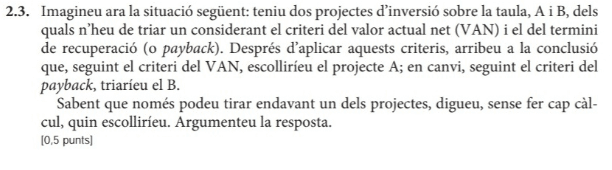 2.3. Imagineu ara la situació següent: teniu dos projectes d’inversió sobre la taula, A i B, dels
quals n’heu de triar un considerant el criteri del valor actual net (VAN) i el del termini
de recuperació (o payback). Després d’aplicar aquests criteris, arribeu a la conclusió
que, seguint el criteri del VAN, escolliríeu el projecte A; en canvi, seguint el criteri del
payback, triaríeu el B.
Sabent que només podeu tirar endavant un dels projectes, digueu, sense fer cap càl-
cul, quin escolliríeu. Argumenteu la resposta.
[0,5 punts]